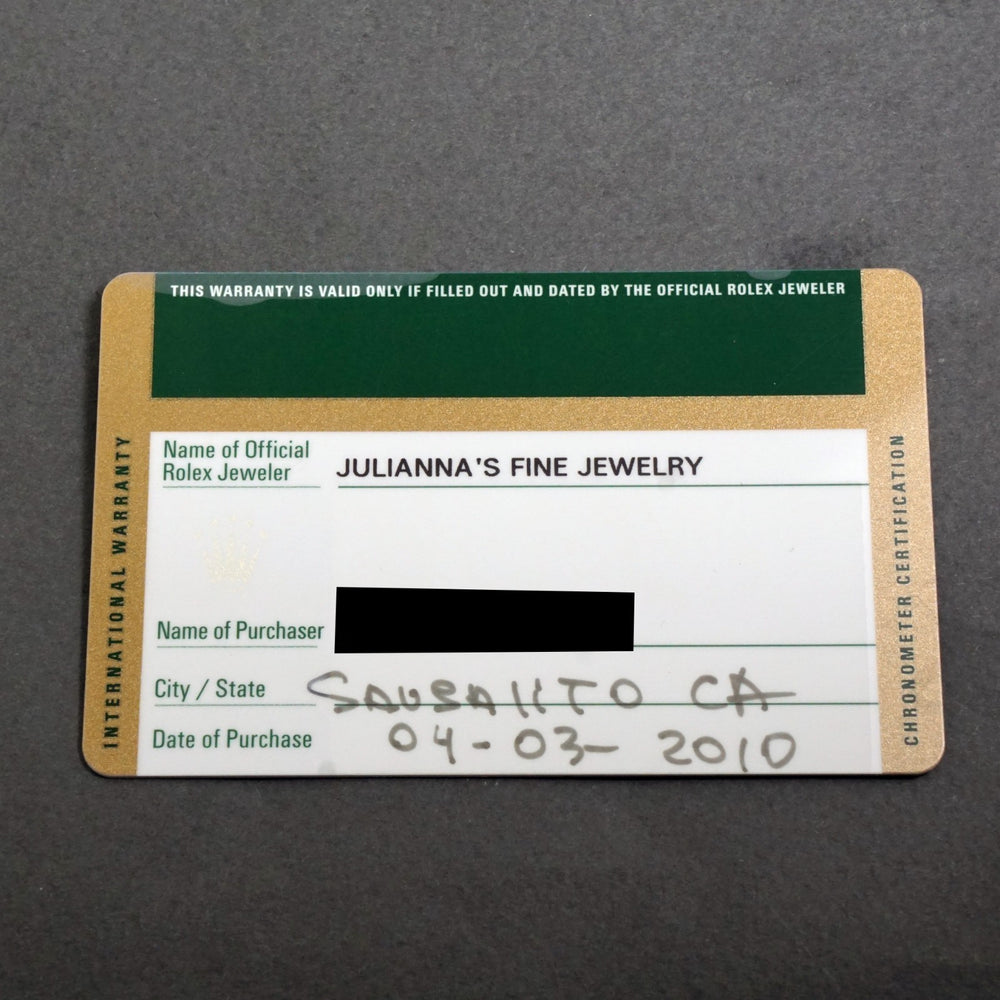 THIS WARRANTY IS VALID ONLY IF FILLED OUT AND DATED BY THE OFFICIAL ROLEX JEWELER
INTERNATIONAL WARRANTY
Name of Official
Rolex Jeweler
JULIANNA'S FINE JEWELRY
Name of Purchaser
City / State SAUSALITO CA
Date of Purchase 04-03-2010
CHRONOMETER CERTIFICATION